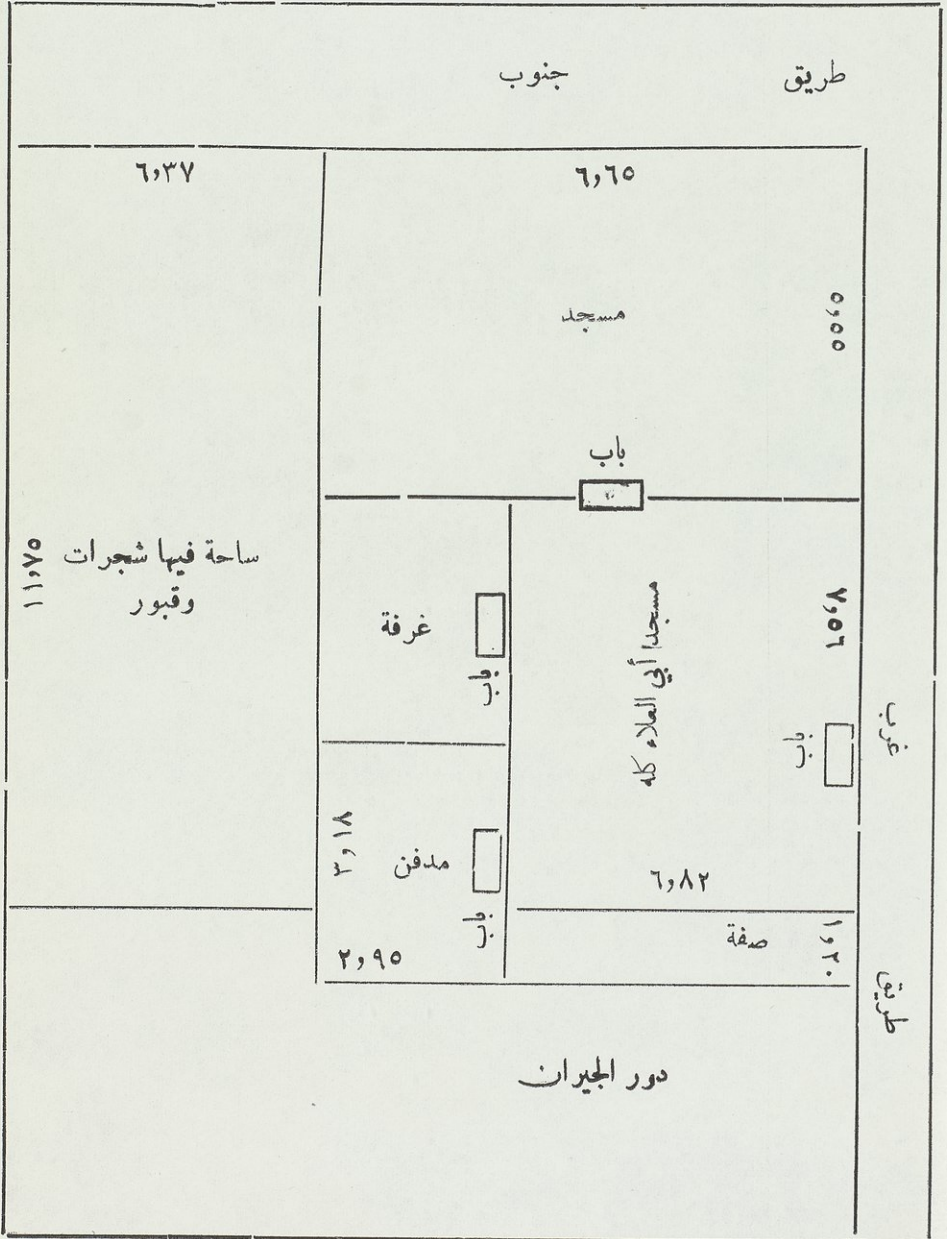 طريق
جنوب
٦,٦٥
٦,٣٧
مسجد
٥,٥٥
باب
ساحة فيها شجرات
وقبور
١١,٧٥
غرفة
باب
مسجد أبي العلاء كله
٧,٥٦
باب
غرب
مدفن
٣,١٨
باب
٢,٩٥
٦,٨٢
صفة
١,٢٠
طريق
دور الجيران